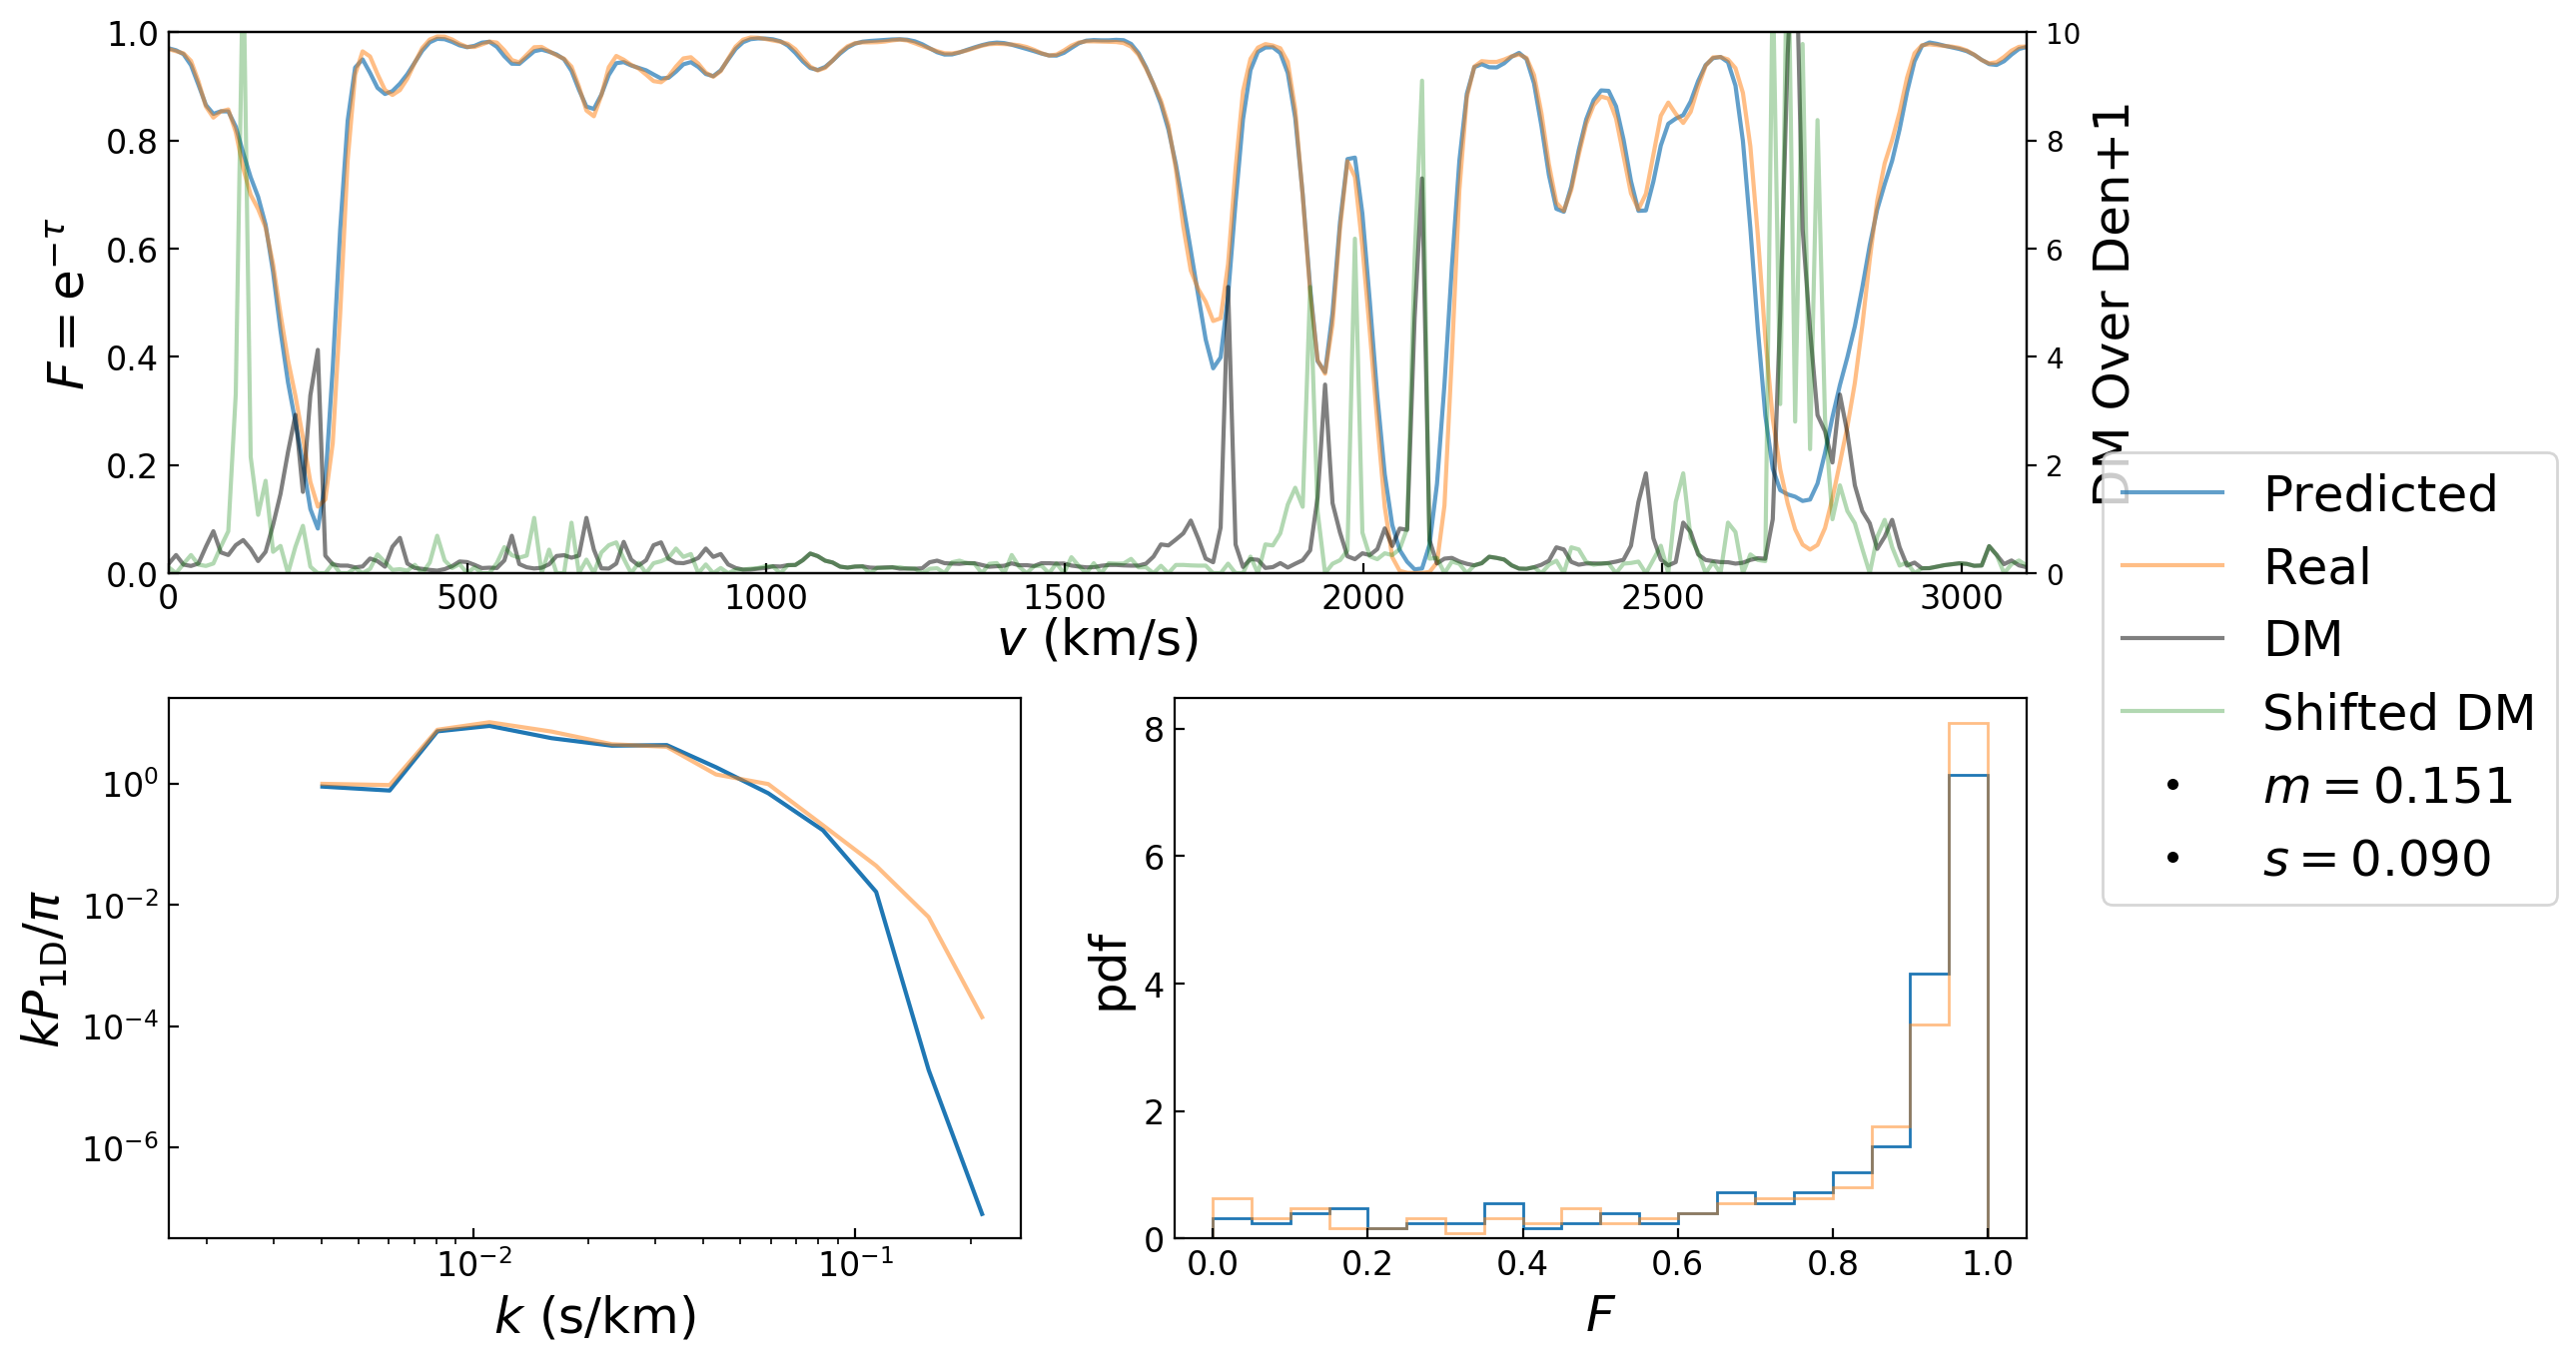 1.0
0.8
0.6
0.4
0.2
0.0
F = e^{−τ}
10
8
6
4
2
0
DM Over Den+1
0 500 1000 1500 2000 2500 3000
v (km/s)
Predicted
Real
DM
Shifted DM
m = 0.151
s = 0.090
10^0
10^{−2}
10^{−4}
10^{−6}
kP_{1D}/π
10^{−2} 10^{−1}
k (s/km)
8
6
4
2
0
pdf
0.0 0.2 0.4 0.6 0.8 1.0
F